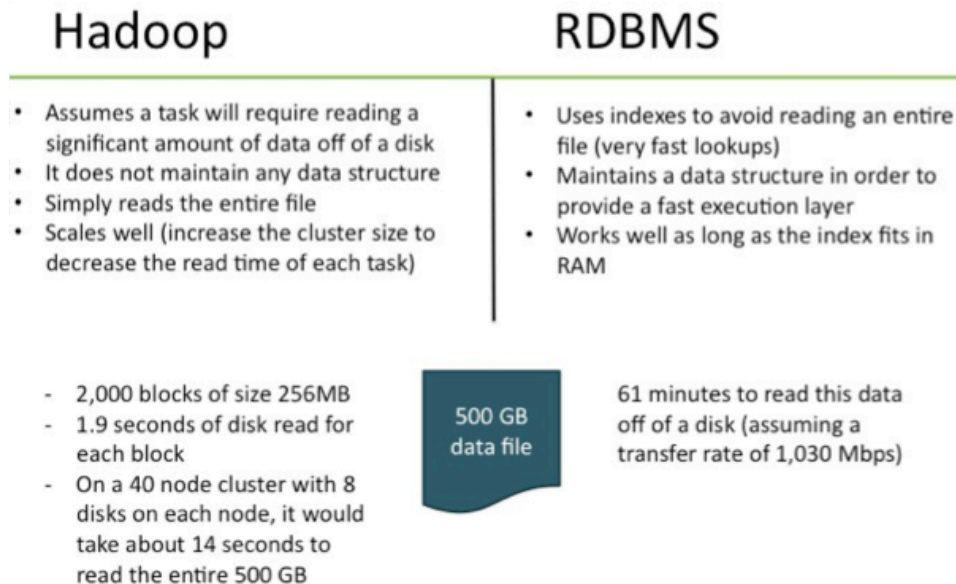 Hadoop
RDBMS
• Assumes a task will require reading a
significant amount of data off of a disk
• It does not maintain any data structure
• Simply reads the entire file
• Scales well (increase the cluster size to
decrease the read time of each task)
• Uses indexes to avoid reading an entire
file (very fast lookups)
• Maintains a data structure in order to
provide a fast execution layer
• Works well as long as the index fits in
RAM
- 2,000 blocks of size 256MB
- 1.9 seconds of disk read for
each block
- On a 40 node cluster with 8
disks on each node, it would
take about 14 seconds to
read the entire 500 GB
500 GB
data file
61 minutes to read this data
off of a disk (assuming a
transfer rate of 1,030 Mbps)